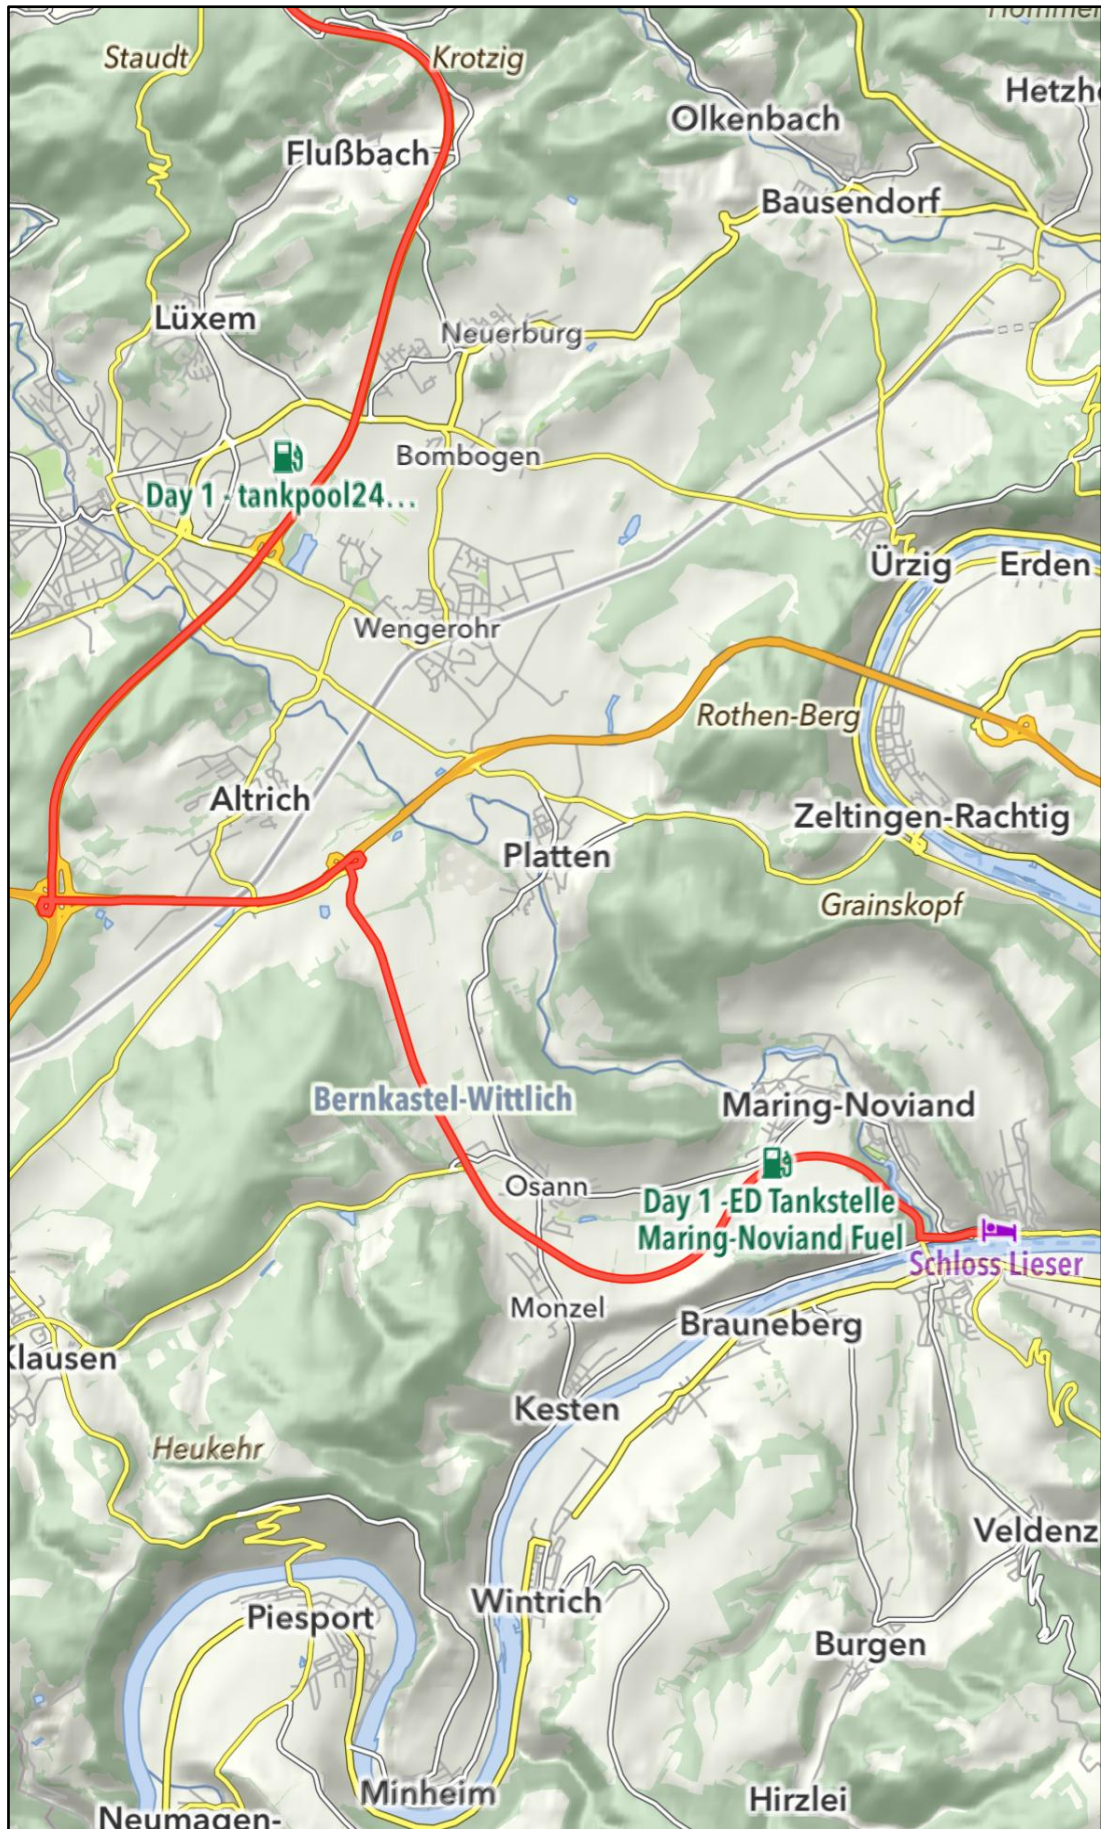 Staudt
Krotzig
Olkenbach
Flußbach
Bausendorf
Lüxem
Neuerburg
Bombogen
Day 1 - tankpool24...
Ürzig
Erden
Wengerohr
Rothen-Berg
Altrich
Zeltingen-Rachtig
Platten
Grainskopf
Bernkastel-Wittlich
Maring-Noviand
Osann
Day 1 -ED Tankstelle
Maring-Noviand Fuel
Schloss Lieser
Monzel
Brauneberg
Klausen
Kesten
Heukehr
Veldenz
Wintrich
Piesport
Burgen
Minheim
Hirzlei
Neumagen-